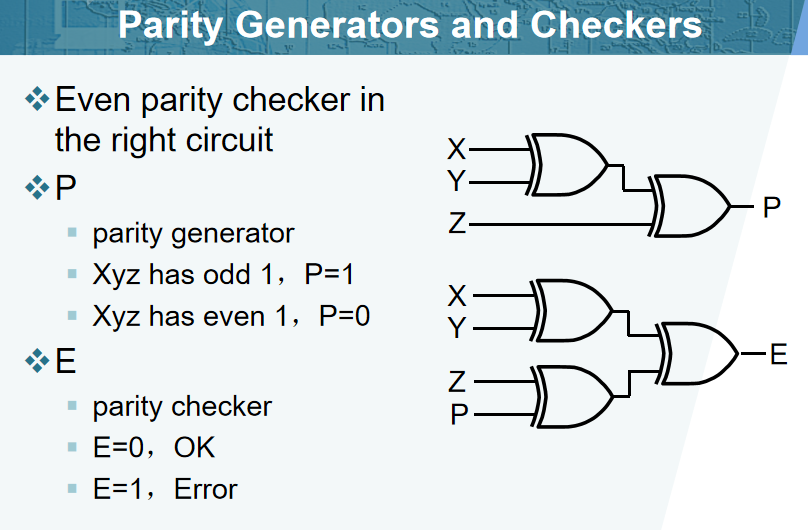 Parity Generators and Checkers
Even parity checker in
the right circuit
P
parity generator
Xyz has odd 1，P=1
Xyz has even 1，P=0
E
parity checker
E=0，OK
E=1，Error
X
Y
Z
P
X
Y
Z
P
E